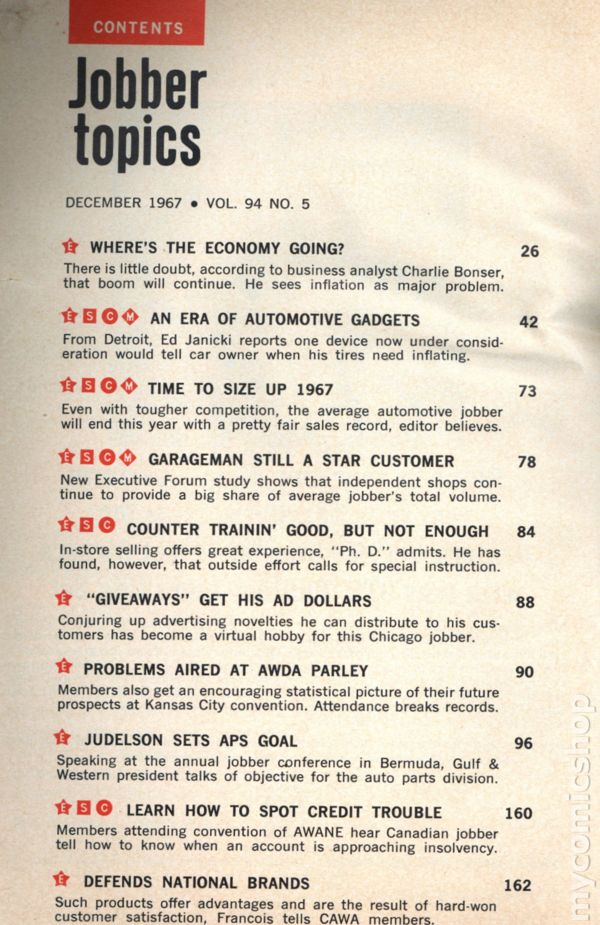 CONTENTS
Jobber
topics
DECEMBER 1967 • VOL. 94 NO. 5
E WHERE'S THE ECONOMY GOING? 26
There is little doubt, according to business analyst Charlie Bonser,
that boom will continue. He sees inflation as major problem.
E S C M AN ERA OF AUTOMOTIVE GADGETS 42
From Detroit, Ed Janicki reports one device now under consid-
eration would tell car owner when his tires need inflating.
E S C M TIME TO SIZE UP 1967 73
Even with tougher competition, the average automotive jobber
will end this year with a pretty fair sales record, editor believes.
E S C M GARAGEMAN STILL A STAR CUSTOMER 78
New Executive Forum study shows that independent shops con-
tinue to provide a big share of average jobber's total volume.
E S C COUNTER TRAININ' GOOD, BUT NOT ENOUGH 84
In-store selling offers great experience, "Ph. D." admits. He has
found, however, that outside effort calls for special instruction.
E "GIVEAWAYS" GET HIS AD DOLLARS 88
Conjuring up advertising novelties he can distribute to his cus-
tomers has become a virtual hobby for this Chicago jobber.
E PROBLEMS AIRED AT AWDA PARLEY 90
Members also get an encouraging statistical picture of their future
prospects at Kansas City convention. Attendance breaks records.
E JUDELSON SETS APS GOAL 96
Speaking at the annual jobber conference in Bermuda, Gulf &
Western president talks of objective for the auto parts division.
E S C LEARN HOW TO SPOT CREDIT TROUBLE 160
Members attending convention of AWANE hear Canadian jobber
tell how to know when an account is approaching insolvency.
E DEFENDS NATIONAL BRANDS 162
Such products offer advantages and are the result of hard-won
customer satisfaction, Francois tells CAWA members.
mycomicshop